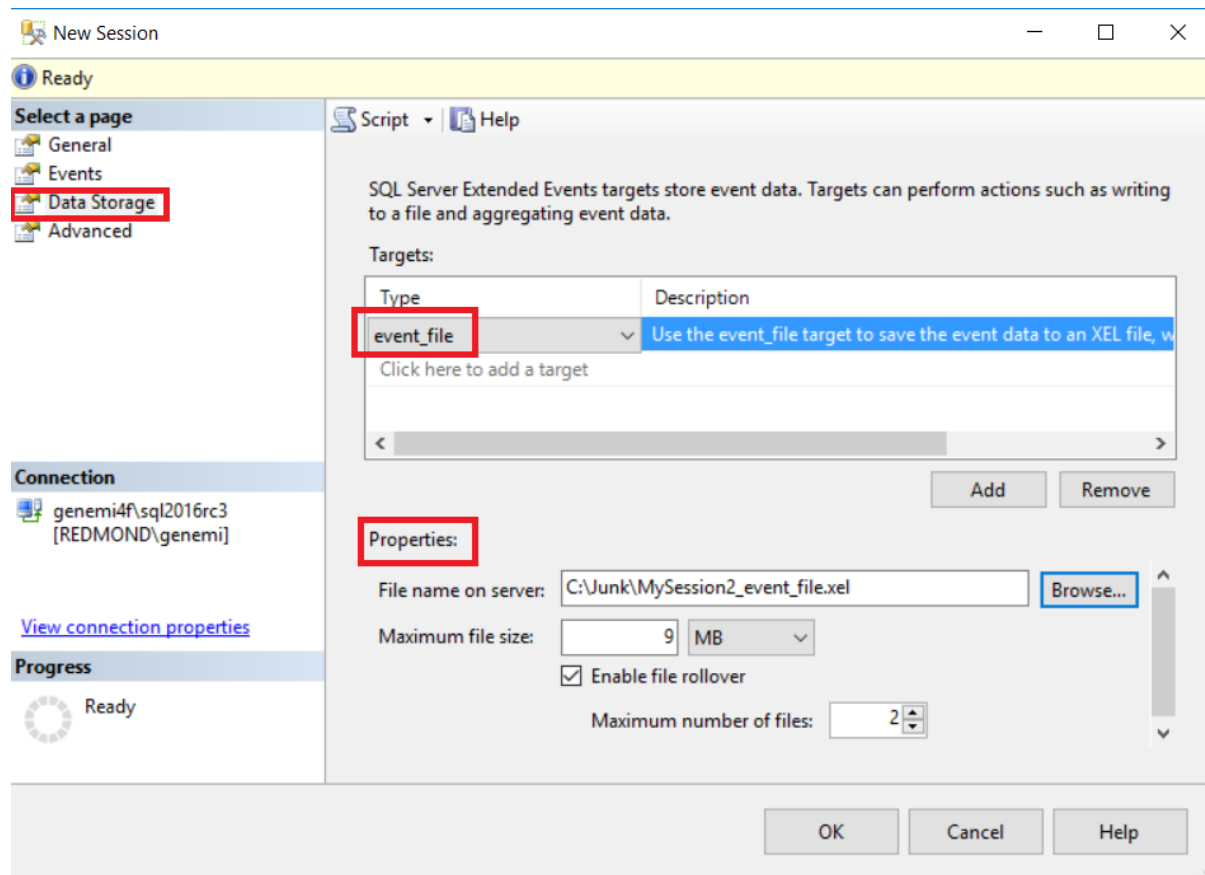 New Session
Ready
Select a page
General
Events
Data Storage
Advanced
Script
Help
SQL Server Extended Events targets store event data. Targets can perform actions such as writing
to a file and aggregating event data.
Targets:
Type
Description
event_file
Use the event_file target to save the event data to an XEL file, w
Click here to add a target
Add
Remove
Connection
genemi4f\sql2016rc3
[REDMOND\genemi]
View connection properties
Progress
Ready
Properties:
File name on server:
C:\Junk\MySession2_event_file.xel
Browse...
Maximum file size:
9
MB
Enable file rollover
Maximum number of files:
2
OK
Cancel
Help